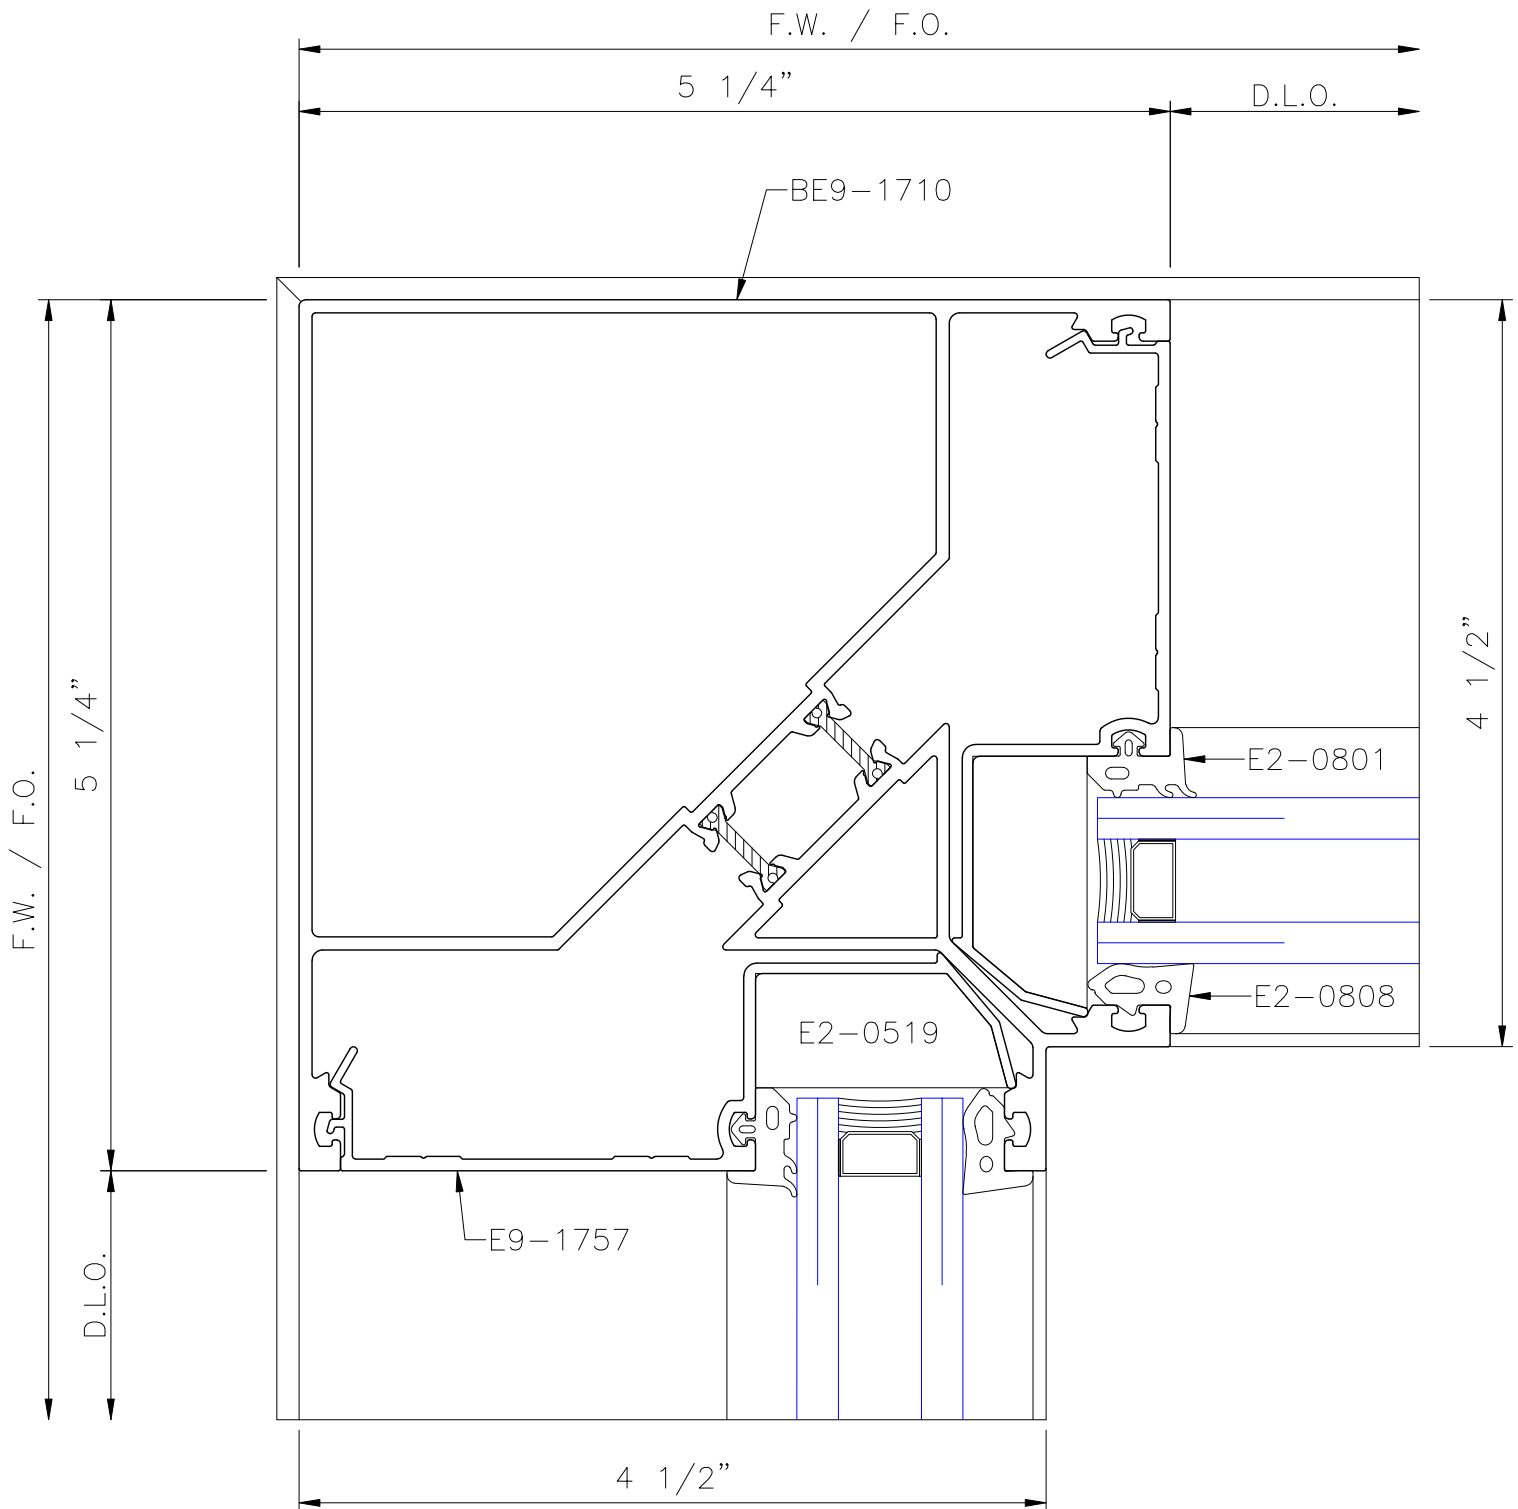 F.W. / F.O.
5 1/4”
D.L.O.
BE9-1710
E2-0801
4 1/2”
5 1/4”
F.W. / F.O.
E2-0808
E2-0519
E9-1757
D.L.O.
4 1/2”